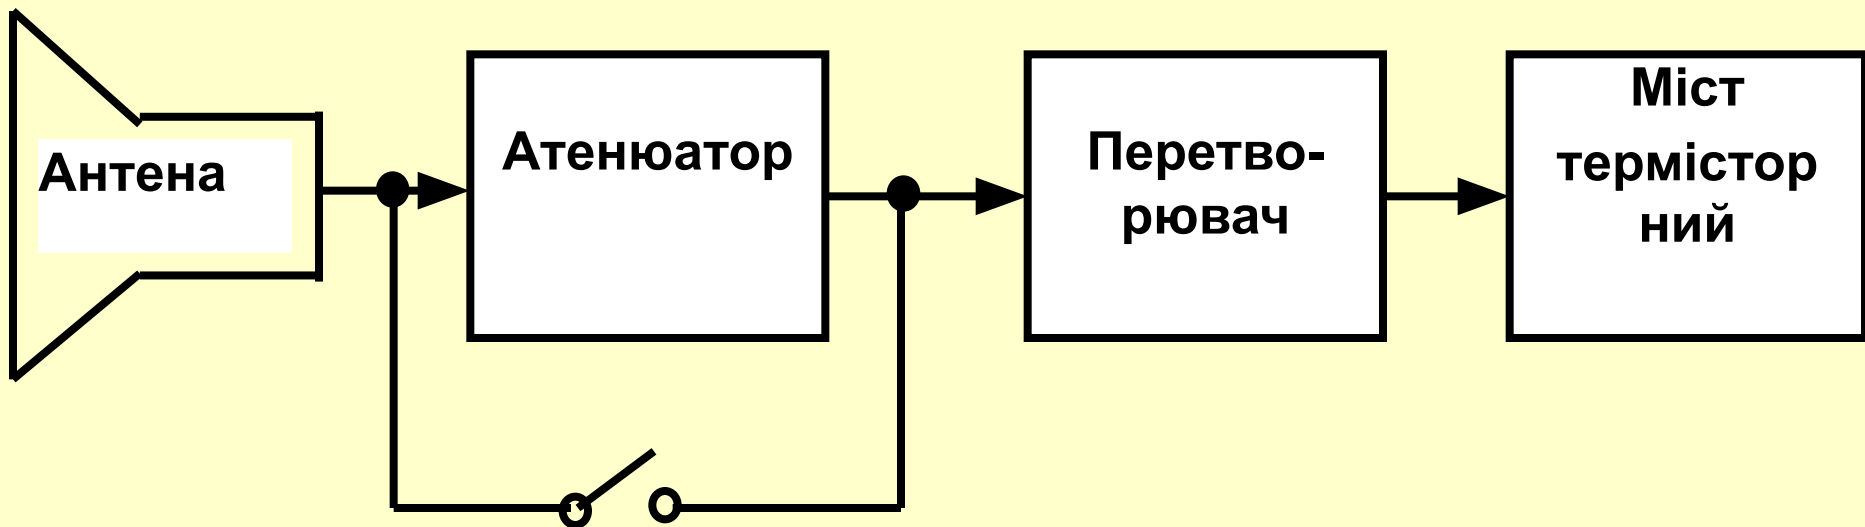 Антена
Атенюатор
Перетво-
рювач
Міст
термістор
ний